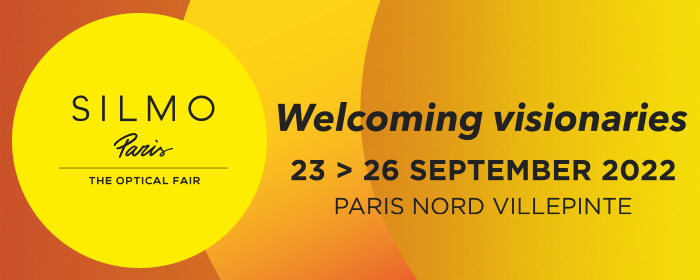 SILMO
Paris
THE OPTICAL FAIR
Welcoming visionaries
23 > 26 SEPTEMBER 2022
PARIS NORD VILLEPINTE